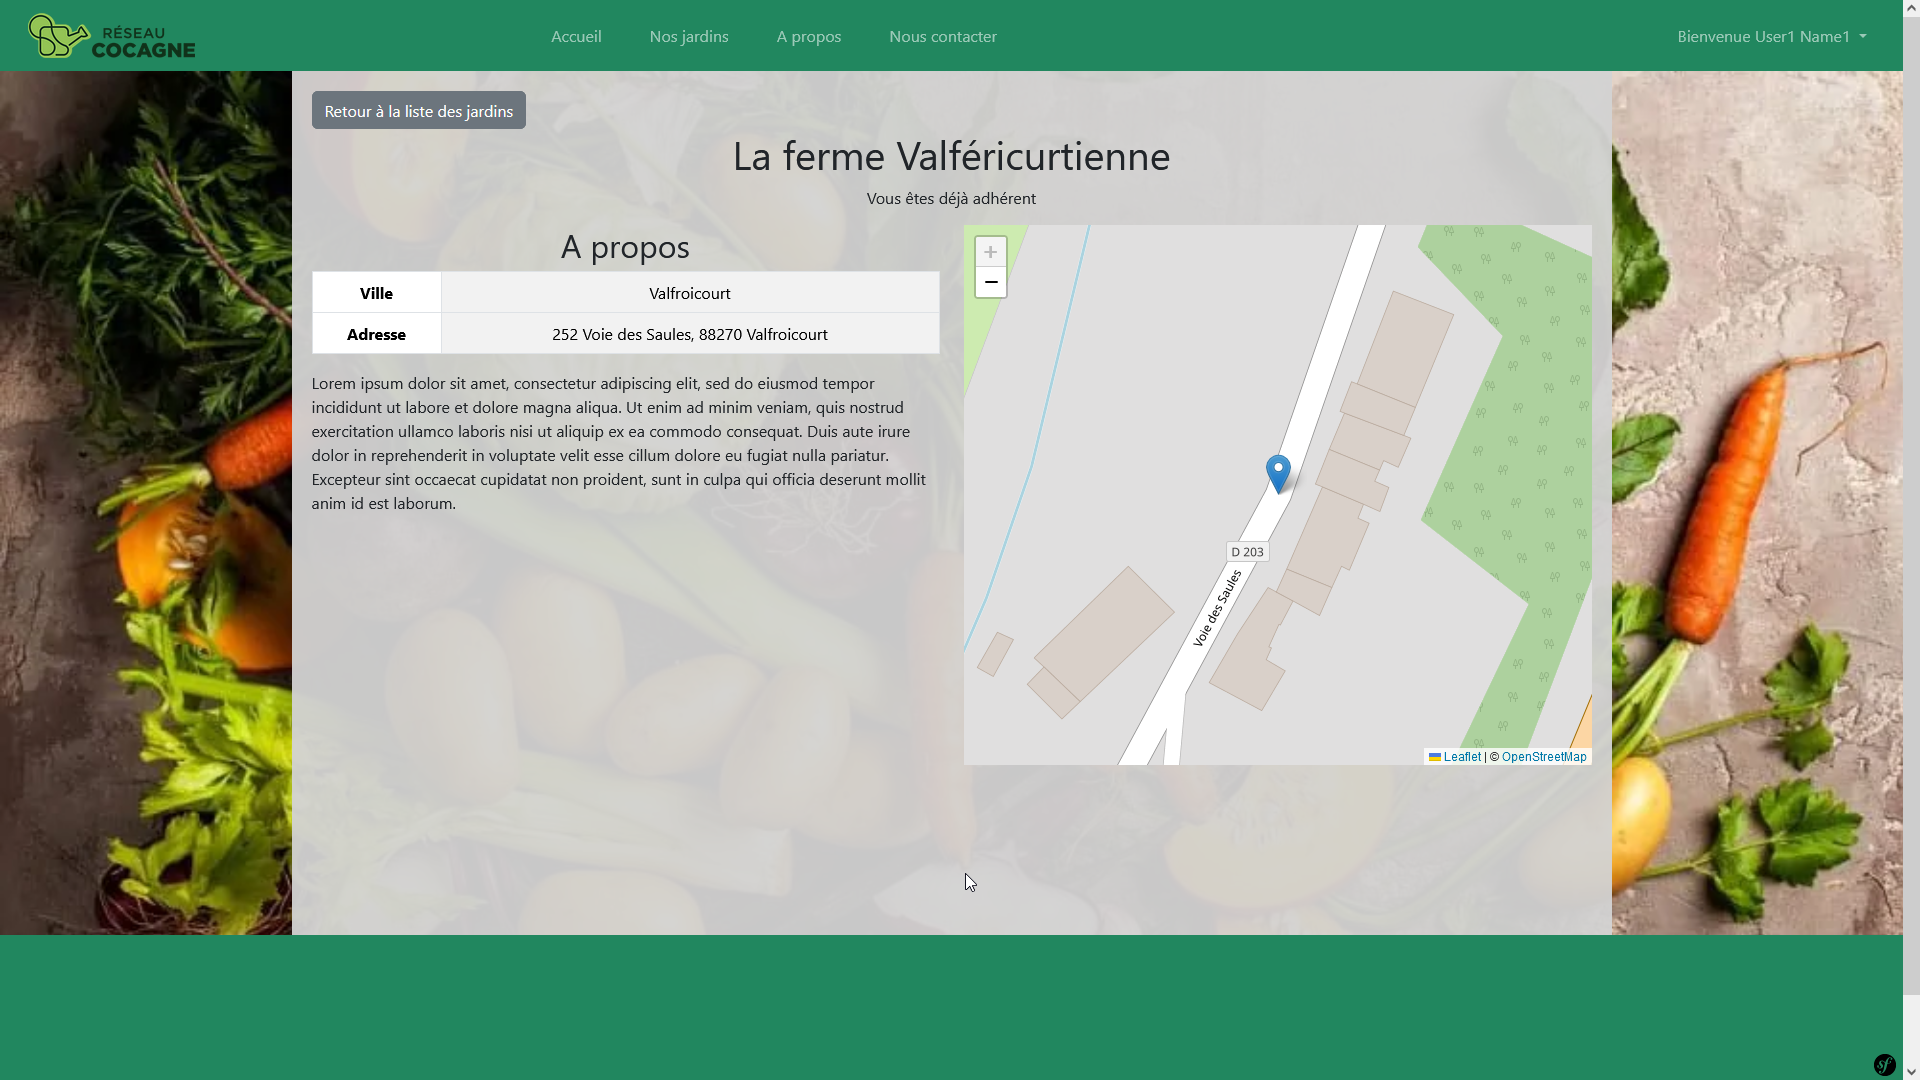 RÉSEAU
COCAGNE
Accueil
Nos jardins
A propos
Nous contacter
Bienvenue User1 Name1
Retour à la liste des jardins
La ferme Valféricurtienne
Vous êtes déjà adhérent
A propos
Ville
Valfroicourt
Adresse
252 Voie des Saules, 88270 Valfroicourt
Lorem ipsum dolor sit amet, consectetur adipiscing elit, sed do eiusmod tempor
incididunt ut labore et dolore magna aliqua. Ut enim ad minim veniam, quis nostrud
exercitation ullamco laboris nisi ut aliquip ex ea commodo consequat. Duis aute irure
dolor in reprehenderit in voluptate velit esse cillum dolore eu fugiat nulla pariatur.
Excepteur sint occaecat cupidatat non proident, sunt in culpa qui officia deserunt mollit
anim id est laborum.
+
−
D 203
Voie des Saules
Leaflet | © OpenStreetMap
sf